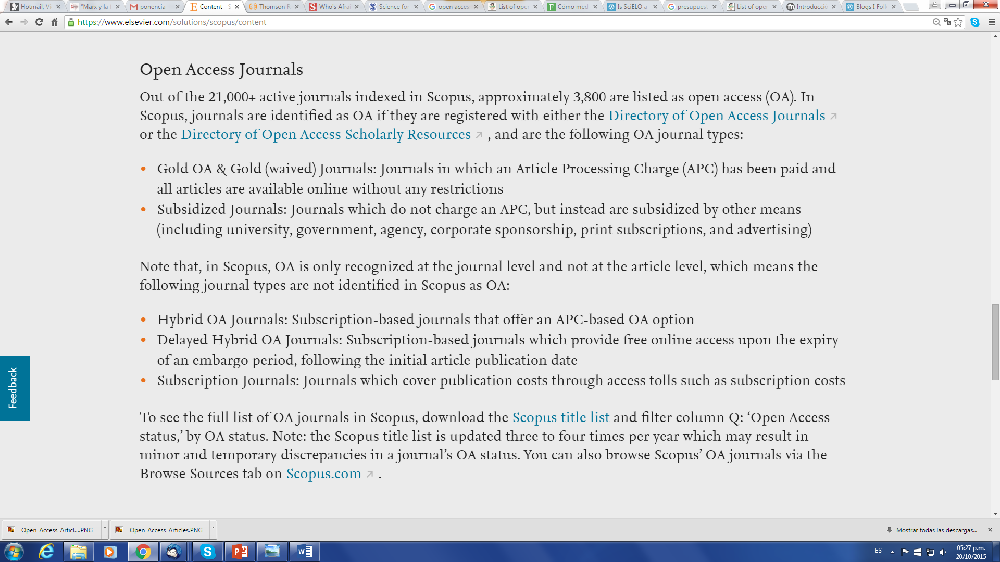 Hotmail, Vi
"Marx y la f
ponencia -
Content - S
Thomson R
Who's Afrai
Science for
open access
List of oper
Cómo med
Is SciELO a
presupuest
List of oper
Introducció
Blogs I Foll
https://www.elsevier.com/solutions/scopus/content
Open Access Journals
Out of the 21,000+ active journals indexed in Scopus, approximately 3,800 are listed as open access (OA). In
Scopus, journals are identified as OA if they are registered with either the Directory of Open Access Journals
or the Directory of Open Access Scholarly Resources , and are the following OA journal types:
• Gold OA & Gold (waived) Journals: Journals in which an Article Processing Charge (APC) has been paid and
all articles are available online without any restrictions
• Subsidized Journals: Journals which do not charge an APC, but instead are subsidized by other means
(including university, government, agency, corporate sponsorship, print subscriptions, and advertising)
Note that, in Scopus, OA is only recognized at the journal level and not at the article level, which means the
following journal types are not identified in Scopus as OA:
• Hybrid OA Journals: Subscription-based journals that offer an APC-based OA option
• Delayed Hybrid OA Journals: Subscription-based journals which provide free online access upon the expiry
of an embargo period, following the initial article publication date
• Subscription Journals: Journals which cover publication costs through access tolls such as subscription costs
Feedback
To see the full list of OA journals in Scopus, download the Scopus title list and filter column Q: ‘Open Access
status,’ by OA status. Note: the Scopus title list is updated three to four times per year which may result in
minor and temporary discrepancies in a journal’s OA status. You can also browse Scopus’ OA journals via the
Browse Sources tab on Scopus.com .
Open_Access_Articl....PNG
Open_Access_Articles.PNG
Mostrar todas las descargas...
ES
05:27 p.m.
20/10/2015